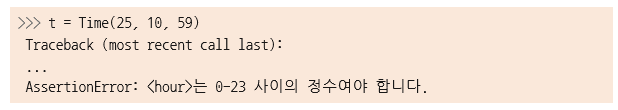 >>> t = Time(25, 10, 59)
Traceback (most recent call last):
...
AssertionError: <hour>는 0-23 사이의 정수여야 합니다.